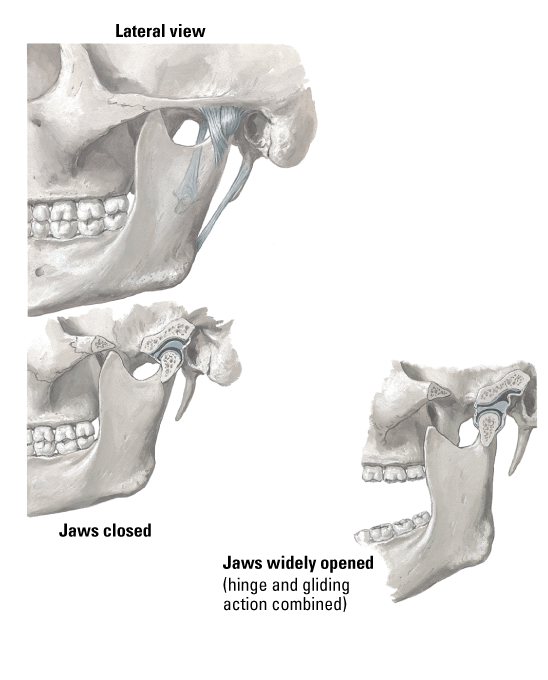 Lateral view
Jaws closed
Jaws widely opened
(hinge and gliding
action combined)